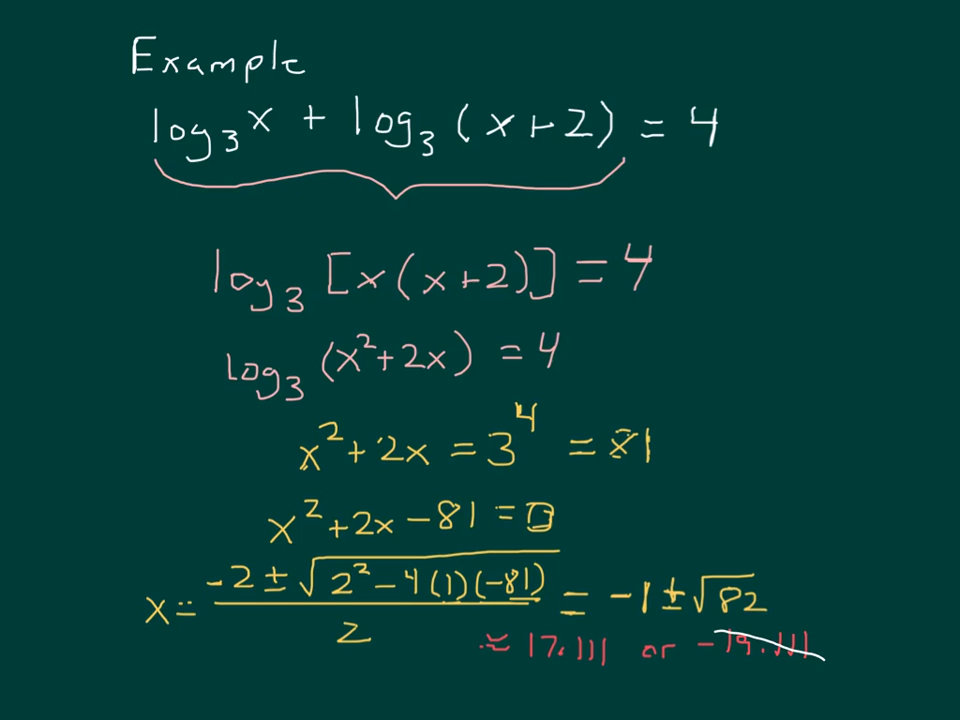 Example
log₃x + log₃(x+2) = 4
log₃[x(x+2)] = 4
log₃(x²+2x) = 4
x²+2x = 3⁴ = 81
x²+2x-81 = 0
x = (-2 ± √(2²-4(1)(-81)))/2 = -1 ± √82
≈ 17.111 or -19.111